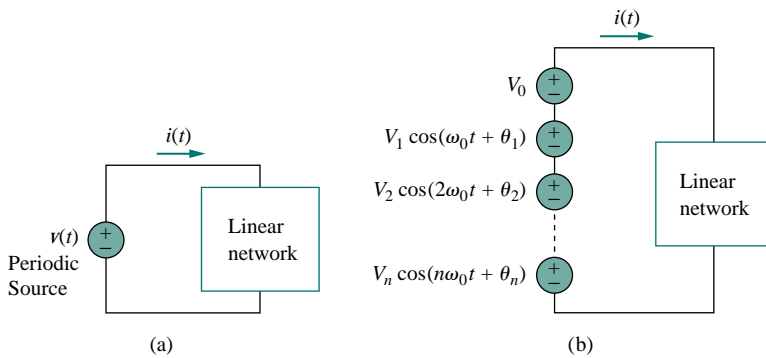 i(t)
v(t)
Periodic
Source
+
−
Linear
network
(a)
i(t)
V₀
+
−
V₁ cos(ω₀t + θ₁)
+
−
V₂ cos(2ω₀t + θ₂)
+
−
Vₙ cos(nω₀t + θₙ)
+
−
Linear
network
(b)